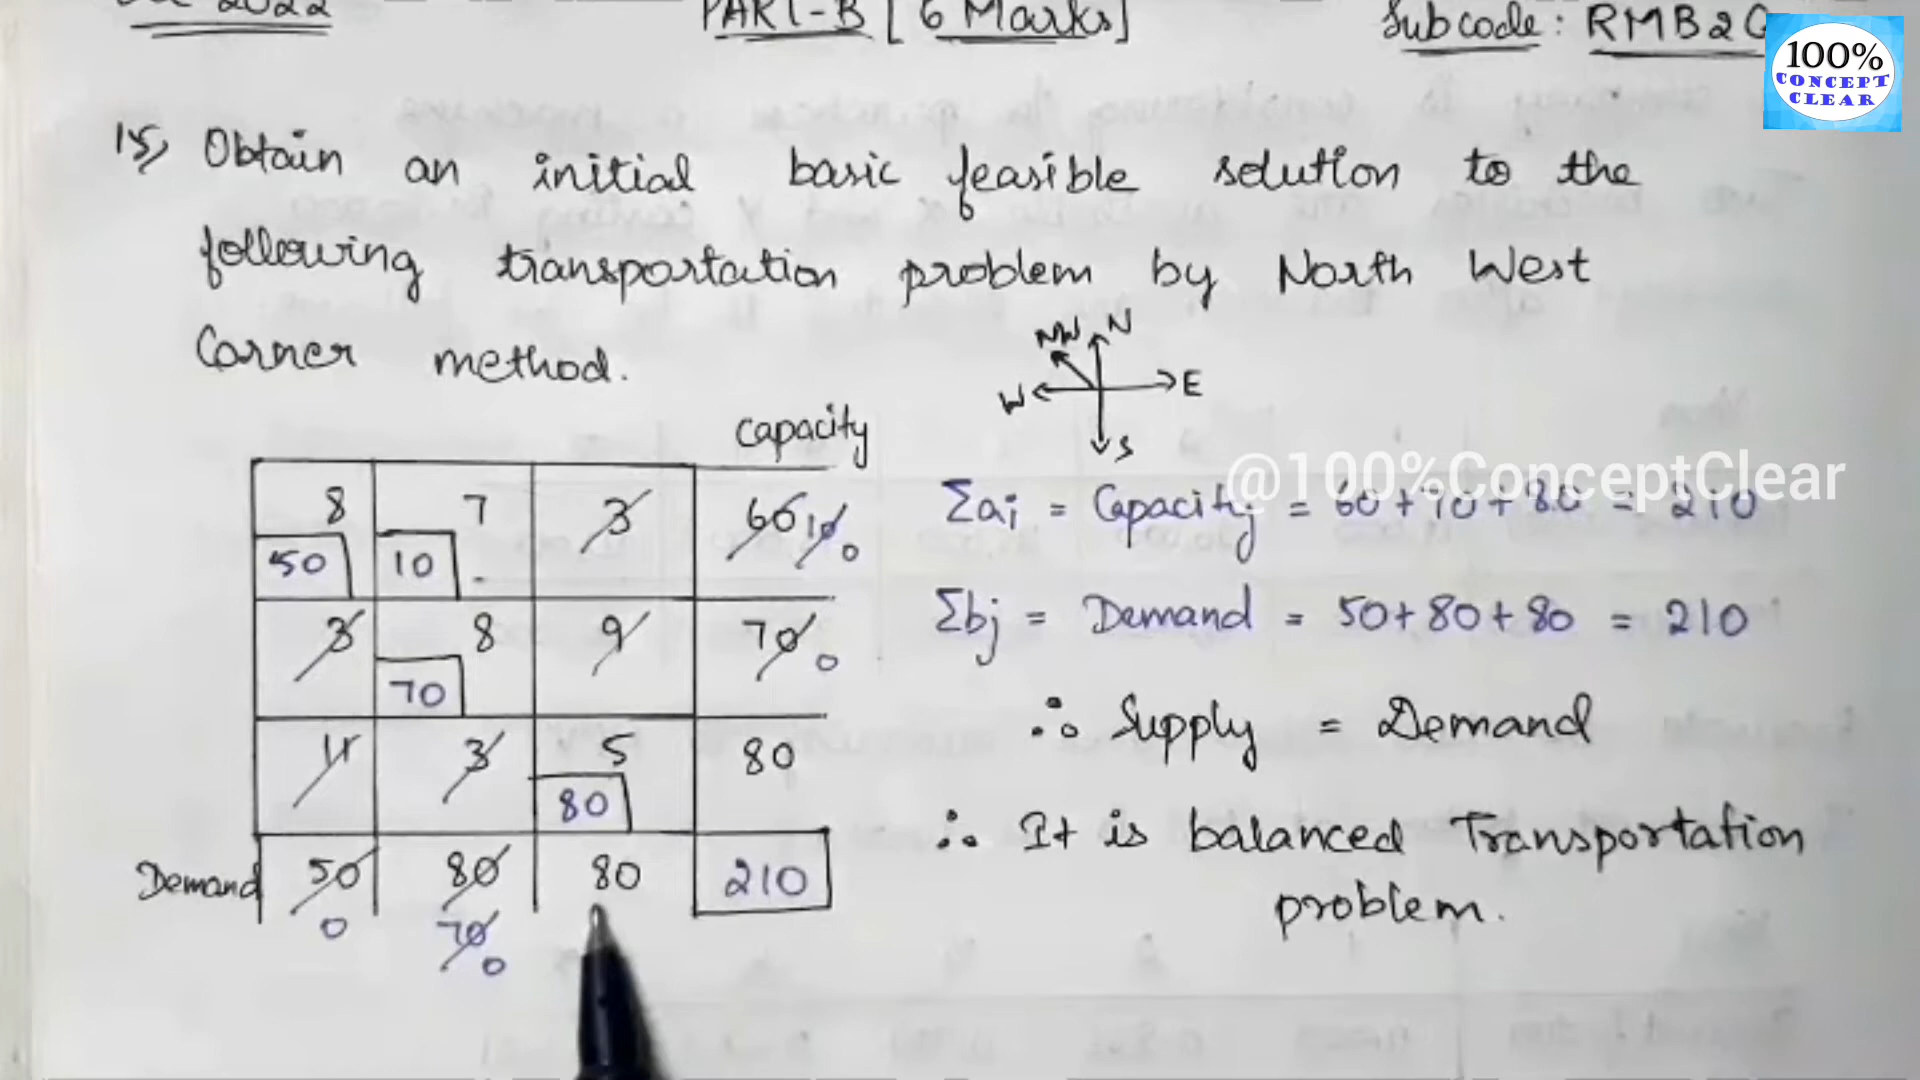 2022
PART-B [6 Marks]
Subcode: RMB2
100%
CONCEPT
CLEAR
15, Obtain an initial basic feasible solution to the
following transportation problem by North West
Corner method.
NW N
W E
S
Capacity
@100%ConceptClear
8 7 3 60 10 0
50 10
Σai = Capacity = 60+70+80 = 210
3 8 9 70 0
70
Σbj = Demand = 50+80+80 = 210
∴ Supply = Demand
11 3 5 80
80
∴ It is balanced Transportation
problem.
Demand 50 80 80 210
0 70 0